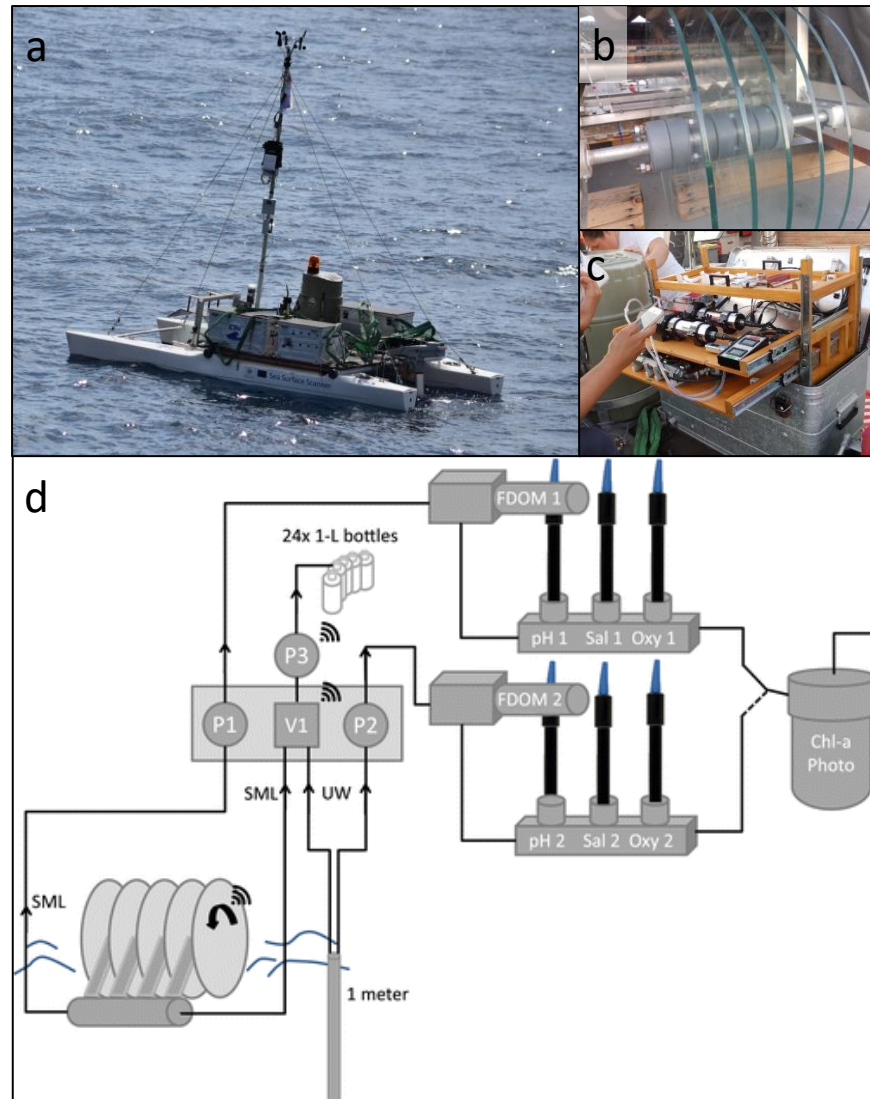 a
b
c
Sea Surface Scanner
d
FDOM 1
24x 1-L bottles
pH 1 Sal 1 Oxy 1
P3
FDOM 2
P1 V1 P2
Chl-a
Photo
SML UW
pH 2 Sal 2 Oxy 2
SML
1 meter